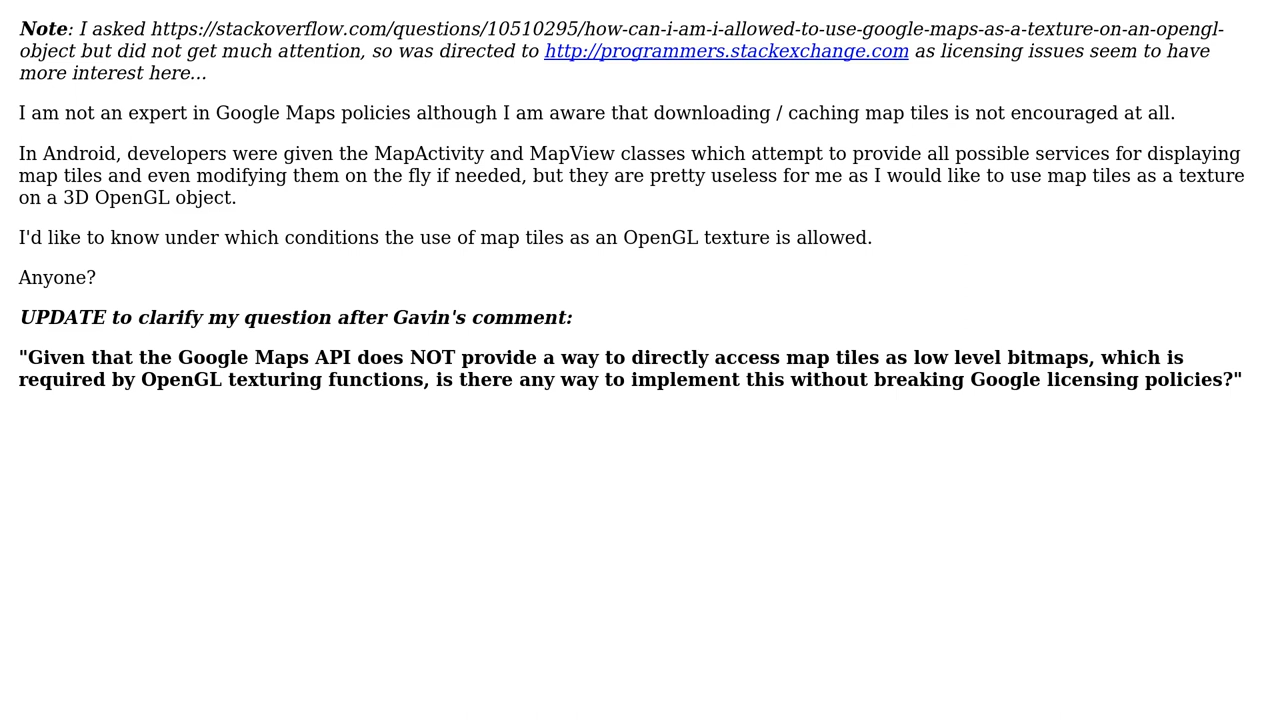 Note: I asked https://stackoverflow.com/questions/10510295/how-can-i-am-i-allowed-to-use-google-maps-as-a-texture-on-an-opengl-
object but did not get much attention, so was directed to http://programmers.stackexchange.com as licensing issues seem to have
more interest here...
I am not an expert in Google Maps policies although I am aware that downloading / caching map tiles is not encouraged at all.
In Android, developers were given the MapActivity and MapView classes which attempt to provide all possible services for displaying
map tiles and even modifying them on the fly if needed, but they are pretty useless for me as I would like to use map tiles as a texture
on a 3D OpenGL object.
I'd like to know under which conditions the use of map tiles as an OpenGL texture is allowed.
Anyone?
UPDATE to clarify my question after Gavin's comment:
"Given that the Google Maps API does NOT provide a way to directly access map tiles as low level bitmaps, which is
required by OpenGL texturing functions, is there any way to implement this without breaking Google licensing policies?"